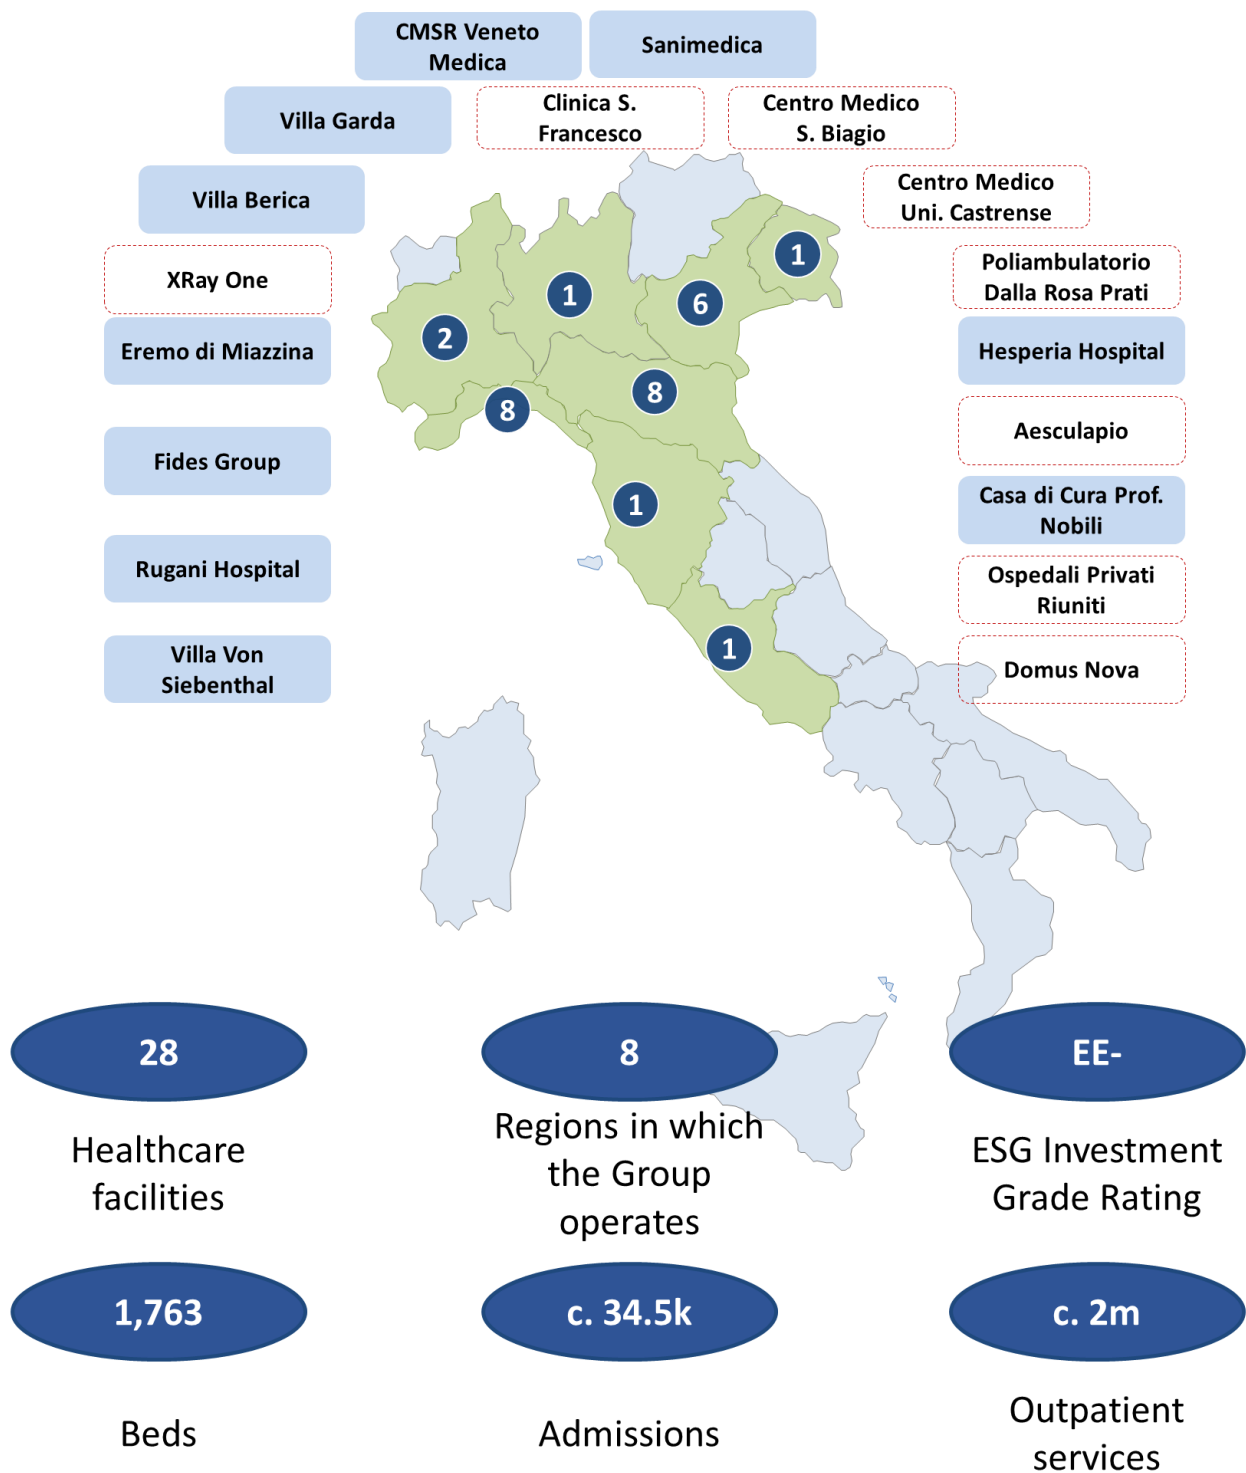 CMSR Veneto
Medica
Sanimedica
Villa Garda
Clinica S.
Francesco
Centro Medico
S. Biagio
Villa Berica
Centro Medico
Uni. Castrense
XRay One
Poliambulatorio
Dalla Rosa Prati
1
1
6
2
Eremo di Miazzina
Hesperia Hospital
8
8
Aesculapio
Fides Group
1
Casa di Cura Prof.
Nobili
Rugani Hospital
Ospedali Privati
Riuniti
1
Villa Von
Siebenthal
Domus Nova
28
Healthcare
facilities
8
Regions in which
the Group
operates
EE-
ESG Investment
Grade Rating
1,763
Beds
c. 34.5k
Admissions
c. 2m
Outpatient
services